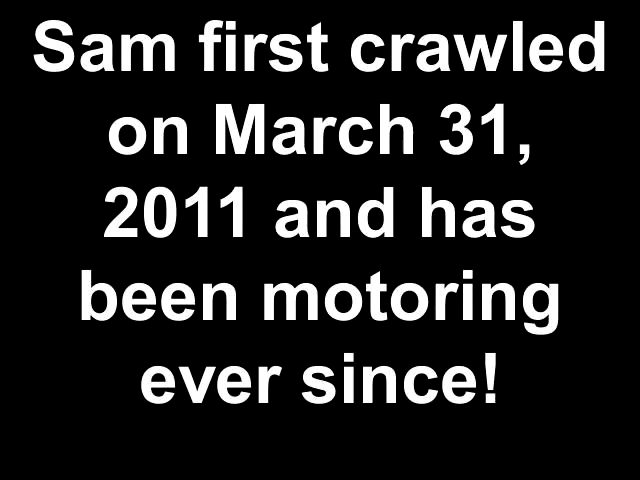 Sam first crawled
on March 31,
2011 and has
been motoring
ever since!